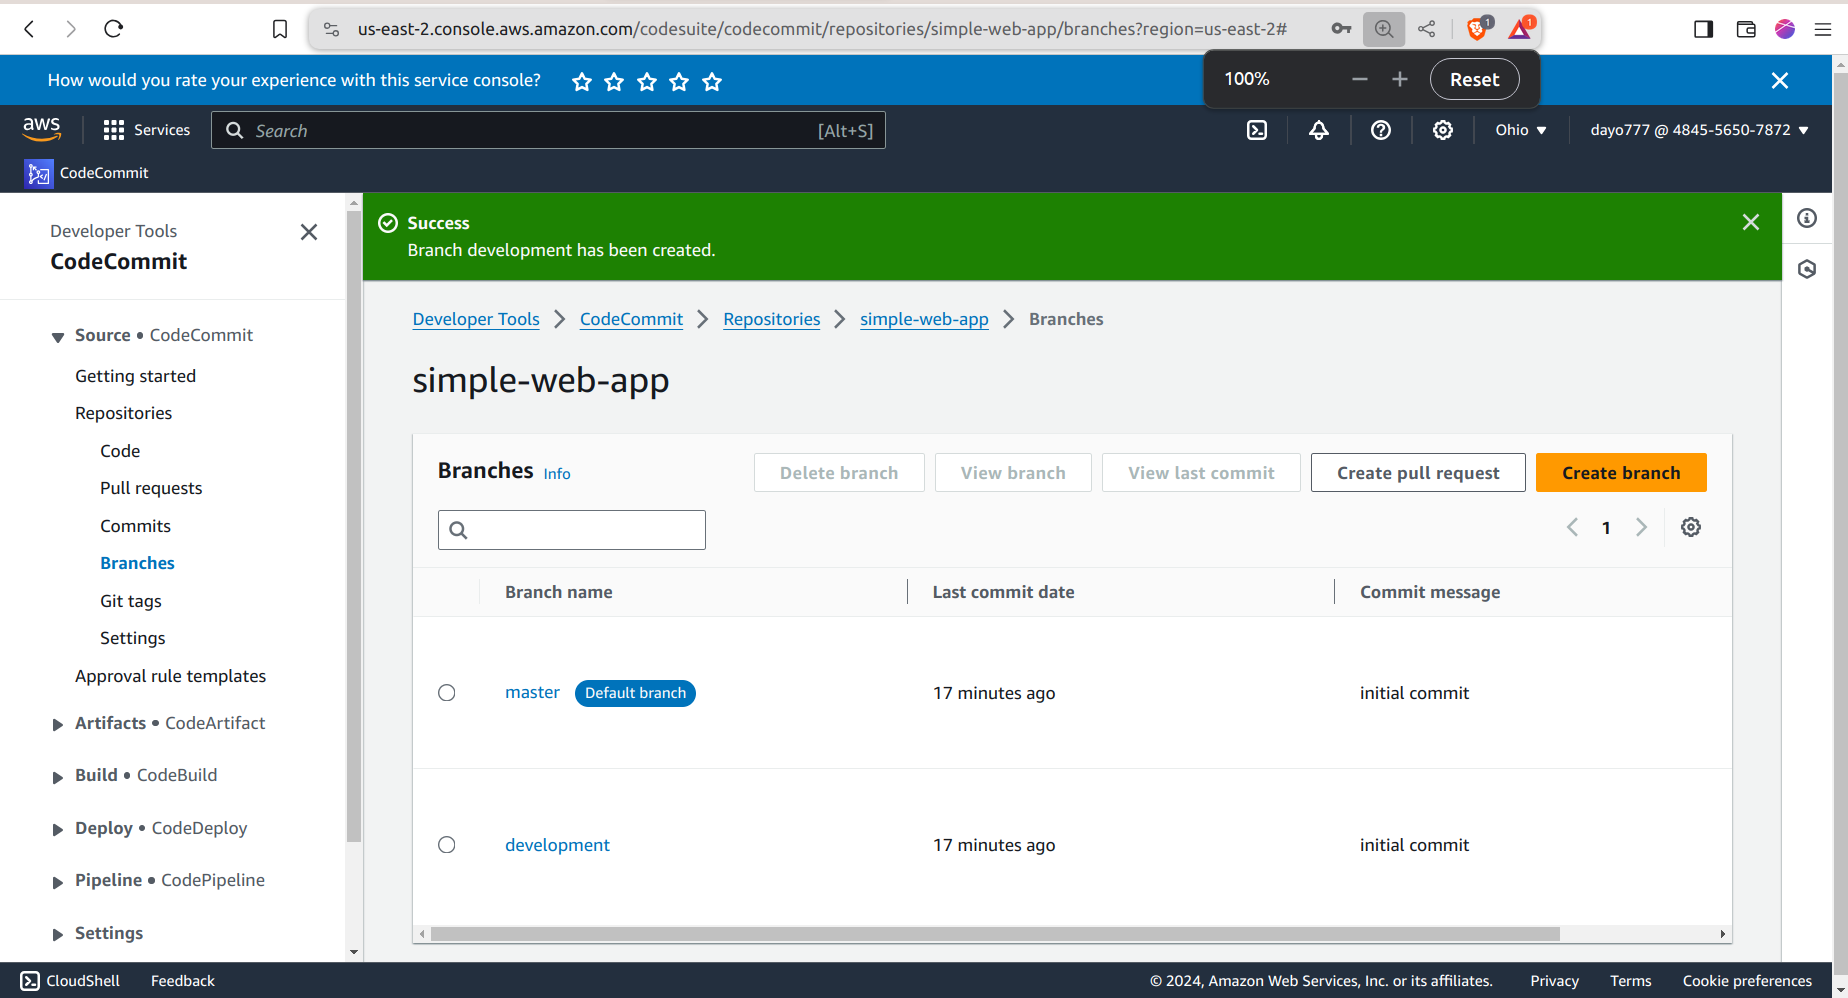 us-east-2.console.aws.amazon.com/codesuite/codecommit/repositories/simple-web-app/branches?region=us-east-2#
1
1
How would you rate your experience with this service console?
100%
Reset
aws
Services
Search
[Alt+S]
Ohio
dayo777 @ 4845-5650-7872
CodeCommit
Developer Tools
CodeCommit
Source • CodeCommit
Getting started
Repositories
Code
Pull requests
Commits
Branches
Git tags
Settings
Approval rule templates
Artifacts • CodeArtifact
Build • CodeBuild
Deploy • CodeDeploy
Pipeline • CodePipeline
Settings
Success
Branch development has been created.
Developer Tools
CodeCommit
Repositories
simple-web-app
Branches
simple-web-app
Branches Info
Delete branch
View branch
View last commit
Create pull request
Create branch
1
Branch name
Last commit date
Commit message
master
Default branch
17 minutes ago
initial commit
development
17 minutes ago
initial commit
CloudShell
Feedback
© 2024, Amazon Web Services, Inc. or its affiliates.
Privacy
Terms
Cookie preferences